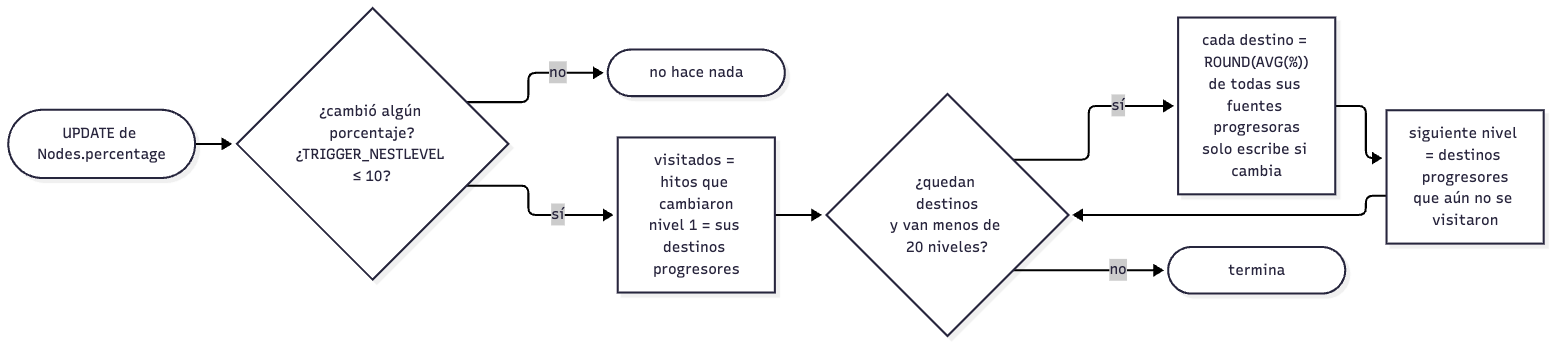 UPDATE de
Nodes.percentage
¿cambió algún
porcentaje?
¿TRIGGER_NESTLEVEL
≤ 10?
no
no hace nada
sí
visitados =
hitos que
cambiaron
nivel 1 = sus
destinos
progresores
¿quedan
destinos
y van menos de
20 niveles?
sí
cada destino =
ROUND(AVG(%))
de todas sus
fuentes
progresoras
solo escribe si
cambia
siguiente nivel
= destinos
progresores
que aún no se
visitaron
no
termina